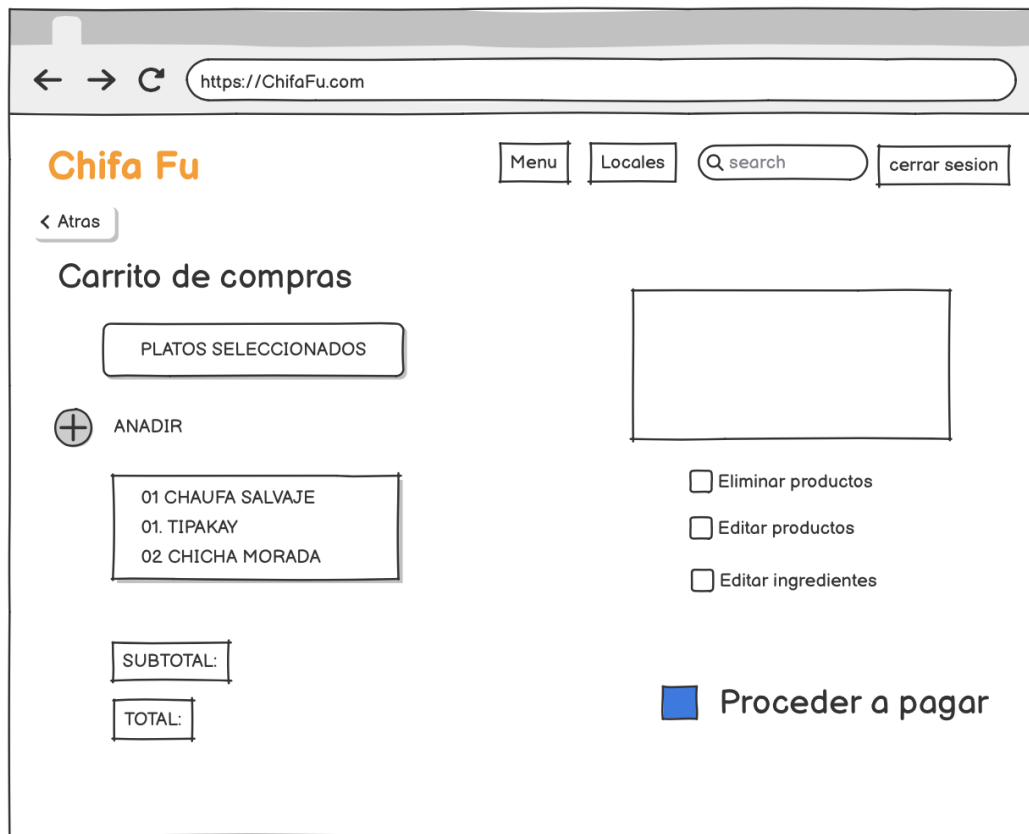 https://ChifaFu.com
Chifa Fu
Menu
Locales
search
cerrar sesion
Atras
Carrito de compras
PLATOS SELECCIONADOS
ANADIR
01 CHAUFA SALVAJE
01. TIPAKAY
02 CHICHA MORADA
Eliminar productos
Editar productos
Editar ingredientes
SUBTOTAL:
TOTAL:
Proceder a pagar